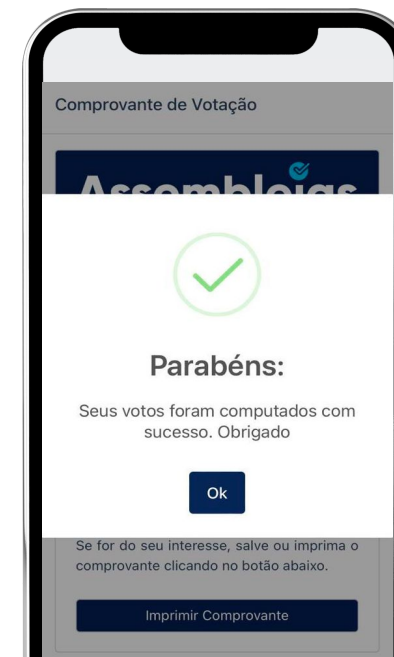 Comprovante de Votação
Assembleias
Parabéns:
Seus votos foram computados com
sucesso. Obrigado
Ok
Se for do seu interesse, salve ou imprima o
comprovante clicando no botão abaixo.
Imprimir Comprovante